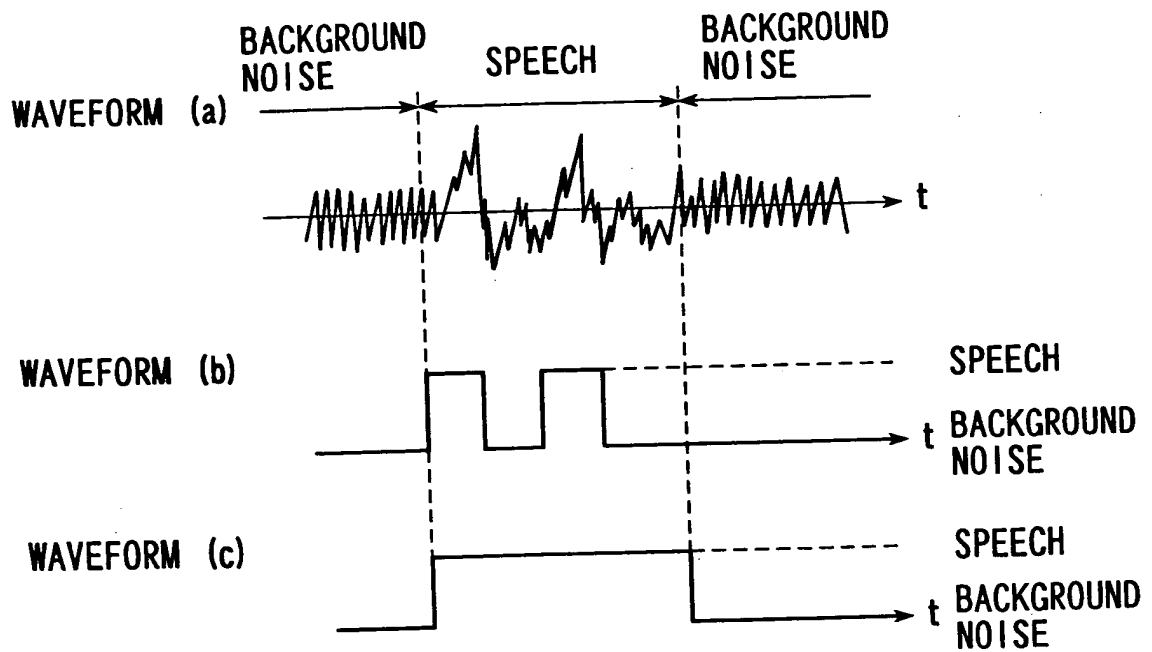 BACKGROUND
NOISE
SPEECH
BACKGROUND
NOISE
WAVEFORM (a)
t
WAVEFORM (b)
SPEECH
t
BACKGROUND
NOISE
WAVEFORM (c)
SPEECH
t
BACKGROUND
NOISE